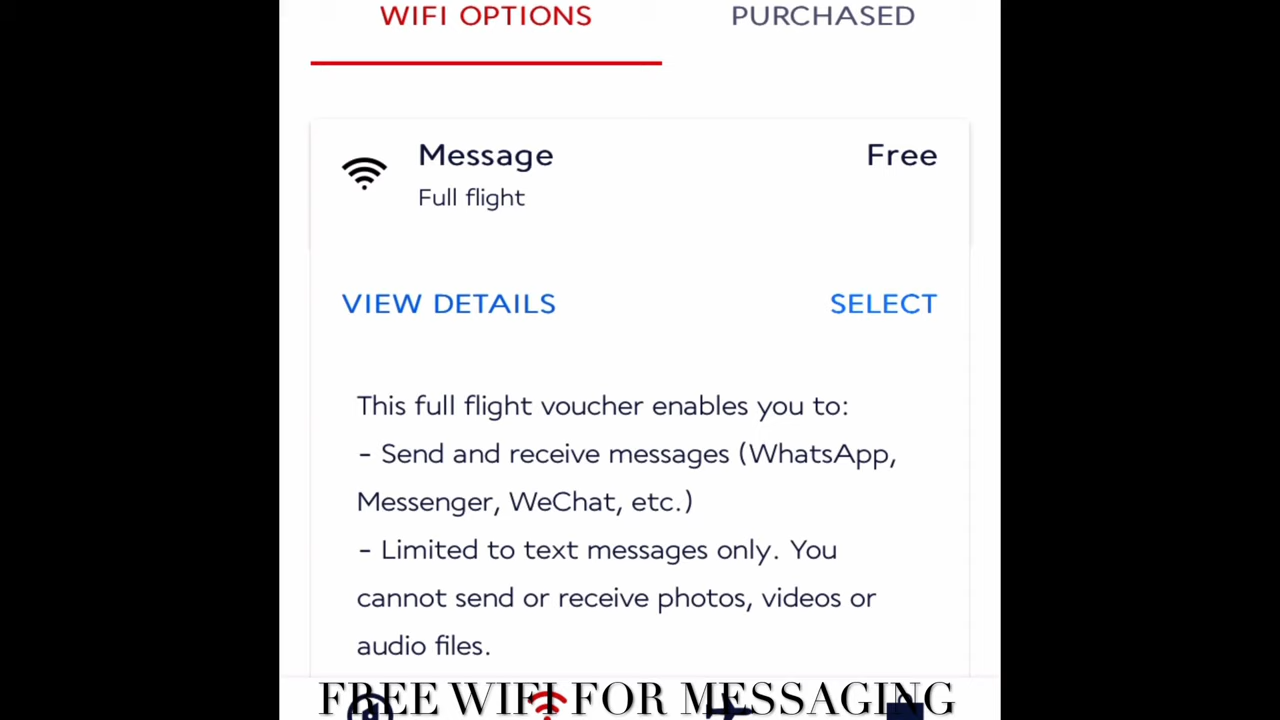 WIFI OPTIONS PURCHASED
Message Free
Full flight
VIEW DETAILS SELECT
This full flight voucher enables you to:
- Send and receive messages (WhatsApp,
Messenger, WeChat, etc.)
- Limited to text messages only. You
cannot send or receive photos, videos or
audio files.
FREE WIFI FOR MESSAGING